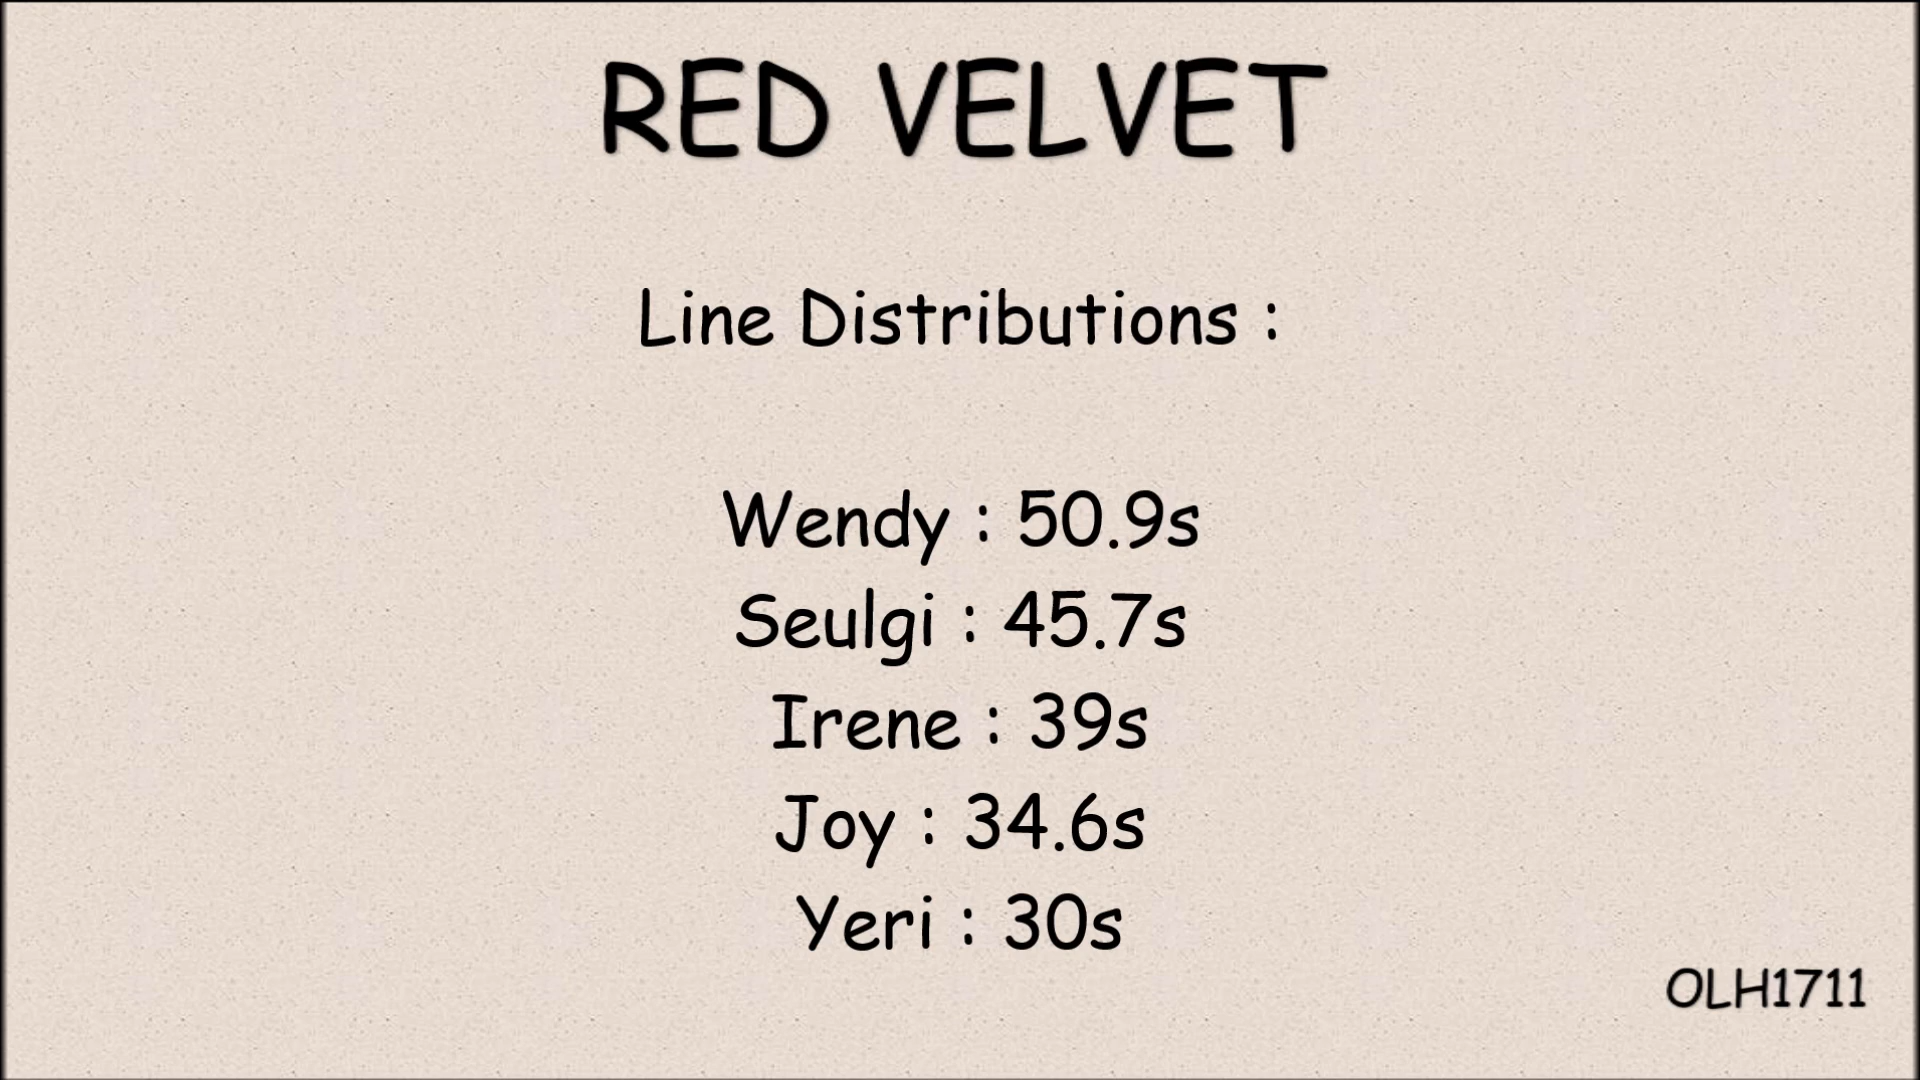 RED VELVET
Line Distributions :
Wendy : 50.9s
Seulgi : 45.7s
Irene : 39s
Joy : 34.6s
Yeri : 30s
OLH1711